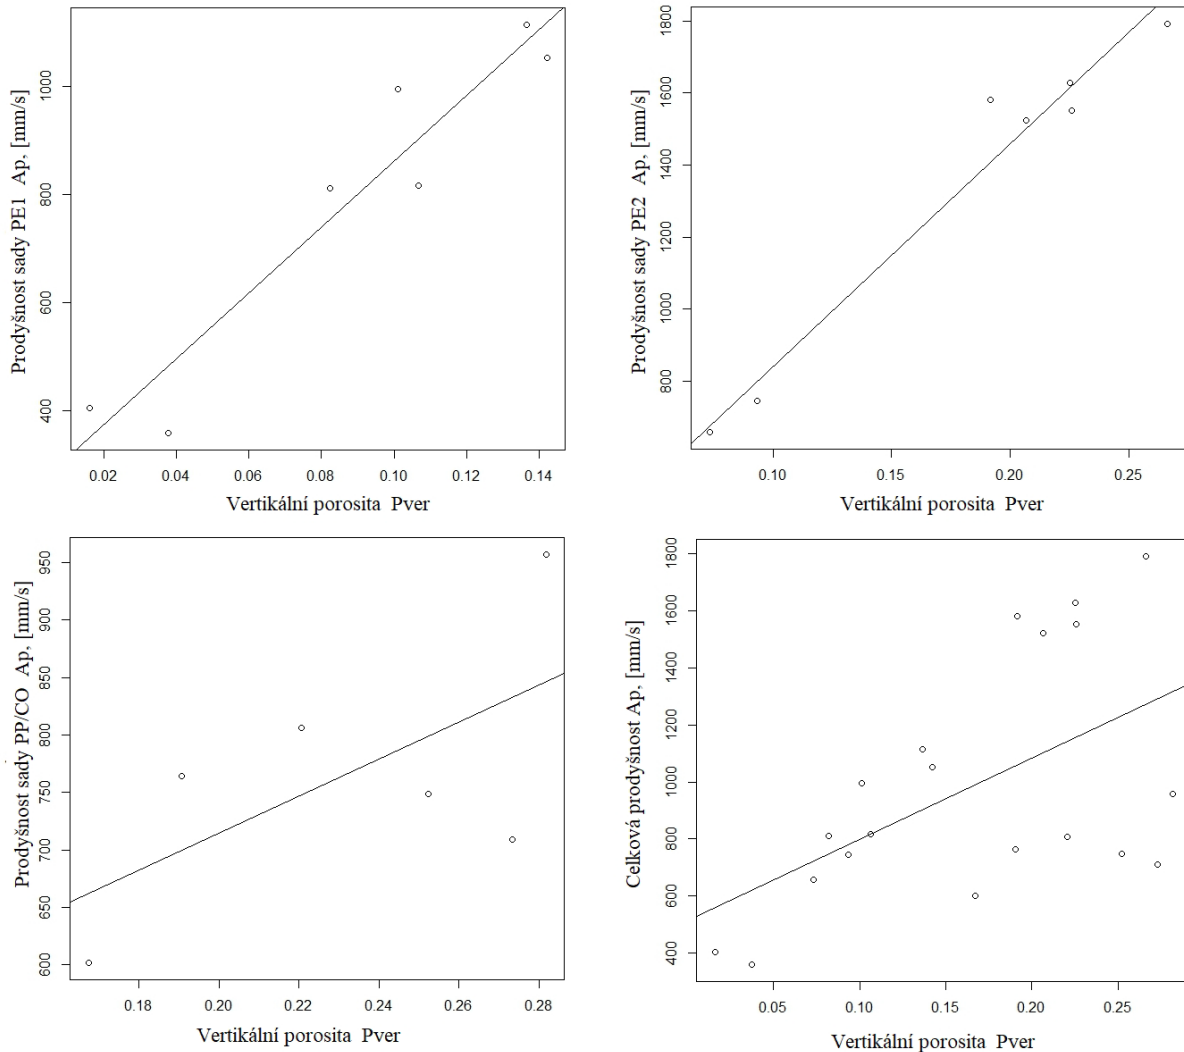 Prodyšnost sady PE1 Ap, [mm/s]
1000
800
600
400
0.02 0.04 0.06 0.08 0.10 0.12 0.14
Vertikální porosita Pver
Prodyšnost sady PE2 Ap, [mm/s]
1800
1600
1400
1200
1000
800
0.10 0.15 0.20 0.25
Vertikální porosita Pver
Prodyšnost sady PP/CO Ap, [mm/s]
950
900
850
800
750
700
650
600
0.18 0.20 0.22 0.24 0.26 0.28
Vertikální porosita Pver
Celková prodyšnost Ap, [mm/s]
1800
1600
1400
1200
1000
800
600
400
0.05 0.10 0.15 0.20 0.25
Vertikální porosita Pver